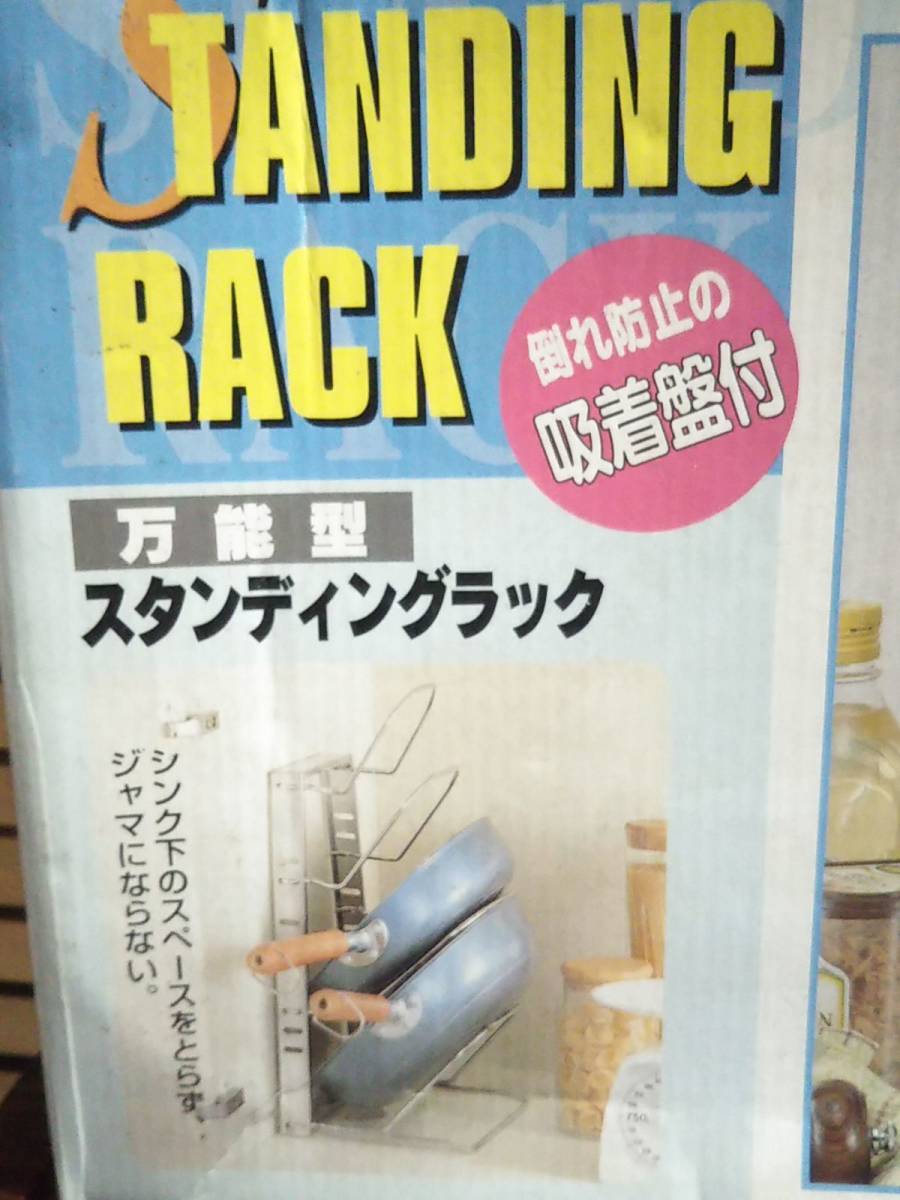 STANDING
RACK
倒れ防止の
吸着盤付
万能型
スタンディングラック
シンク下のスペースをとらず、
ジャマにならない。
750